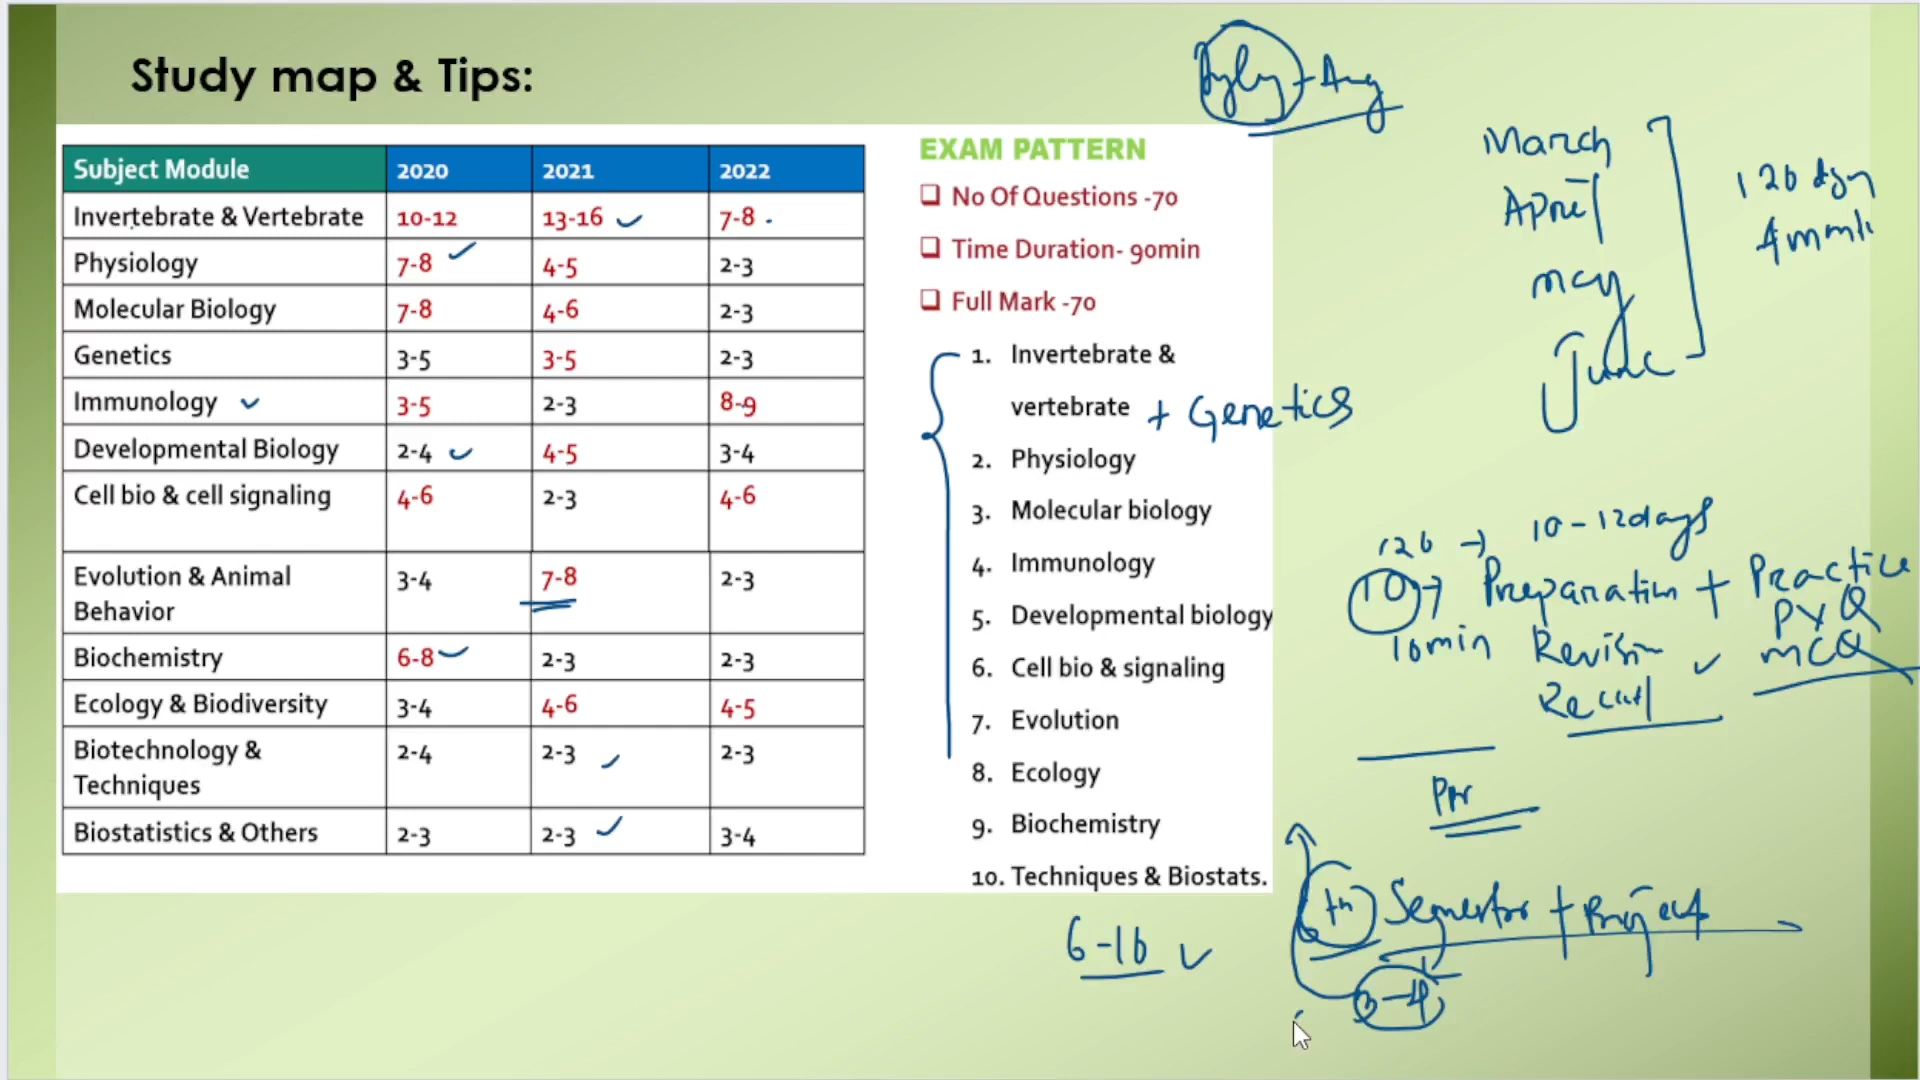 Study map & Tips:
Subject Module 2020 2021 2022
Invertebrate & Vertebrate 10-12 13-16 7-8
Physiology 7-8 4-5 2-3
Molecular Biology 7-8 4-6 2-3
Genetics 3-5 3-5 2-3
Immunology 3-5 2-3 8-9
Developmental Biology 2-4 4-5 3-4
Cell bio & cell signaling 4-6 2-3 4-6
Evolution & Animal
Behavior 3-4 7-8 2-3
Biochemistry 6-8 2-3 2-3
Ecology & Biodiversity 3-4 4-6 4-5
Biotechnology &
Techniques 2-4 2-3 2-3
Biostatistics & Others 2-3 2-3 3-4
EXAM PATTERN
No Of Questions -70
Time Duration- 90min
Full Mark -70
1. Invertebrate &
vertebrate + Genetics
2. Physiology
3. Molecular biology
4. Immunology
5. Developmental biology
6. Cell bio & signaling
7. Evolution
8. Ecology
9. Biochemistry
10. Techniques & Biostats.
6-10
+ Aug
March
April
May
June
120
4
120 → 10-12 days
10 → Preparation + Practice
PYQ
10min Revision MCQ
+ Project
3-4